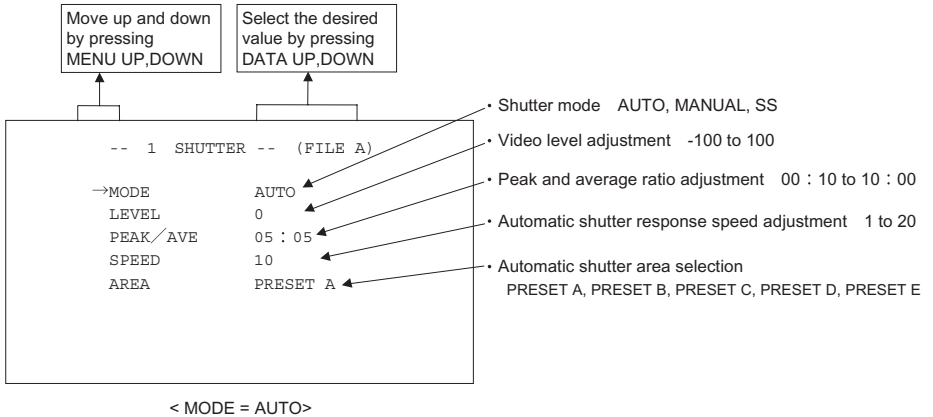 Move up and down
by pressing
MENU UP,DOWN
Select the desired
value by pressing
DATA UP,DOWN
-- 1 SHUTTER -- (FILE A)
→MODE AUTO
LEVEL 0
PEAK／AVE 05：05
SPEED 10
AREA PRESET A
・Shutter mode AUTO, MANUAL, SS
・Video level adjustment -100 to 100
・Peak and average ratio adjustment 00：10 to 10：00
・Automatic shutter response speed adjustment 1 to 20
・Automatic shutter area selection
PRESET A, PRESET B, PRESET C, PRESET D, PRESET E
< MODE = AUTO>